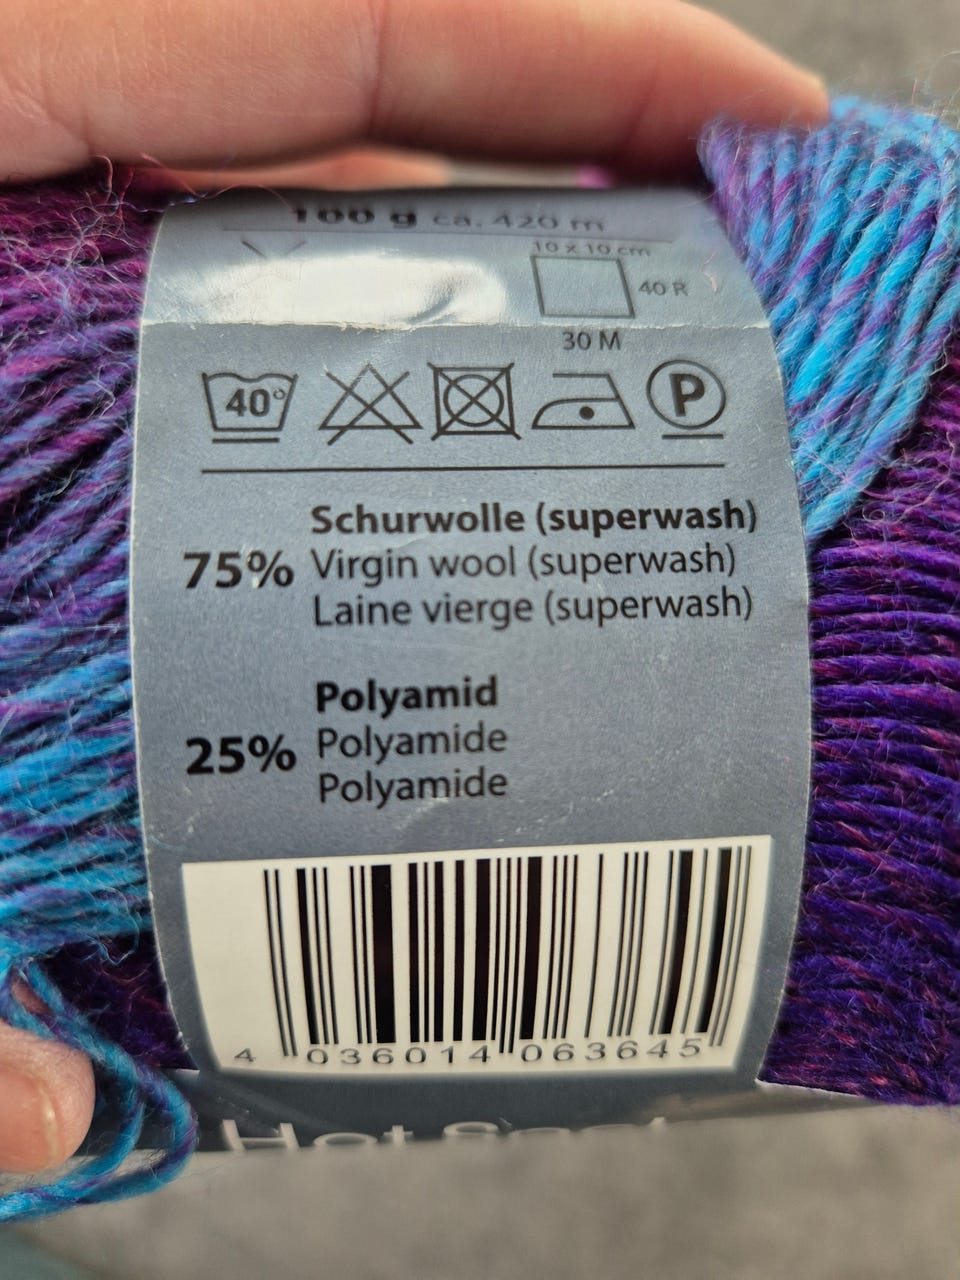 100 g ca. 420 m
10 x 10 cm
40 R
30 M
40°
P
Schurwolle (superwash)
75% Virgin wool (superwash)
Laine vierge (superwash)
Polyamid
25% Polyamide
Polyamide
4 036014 063645